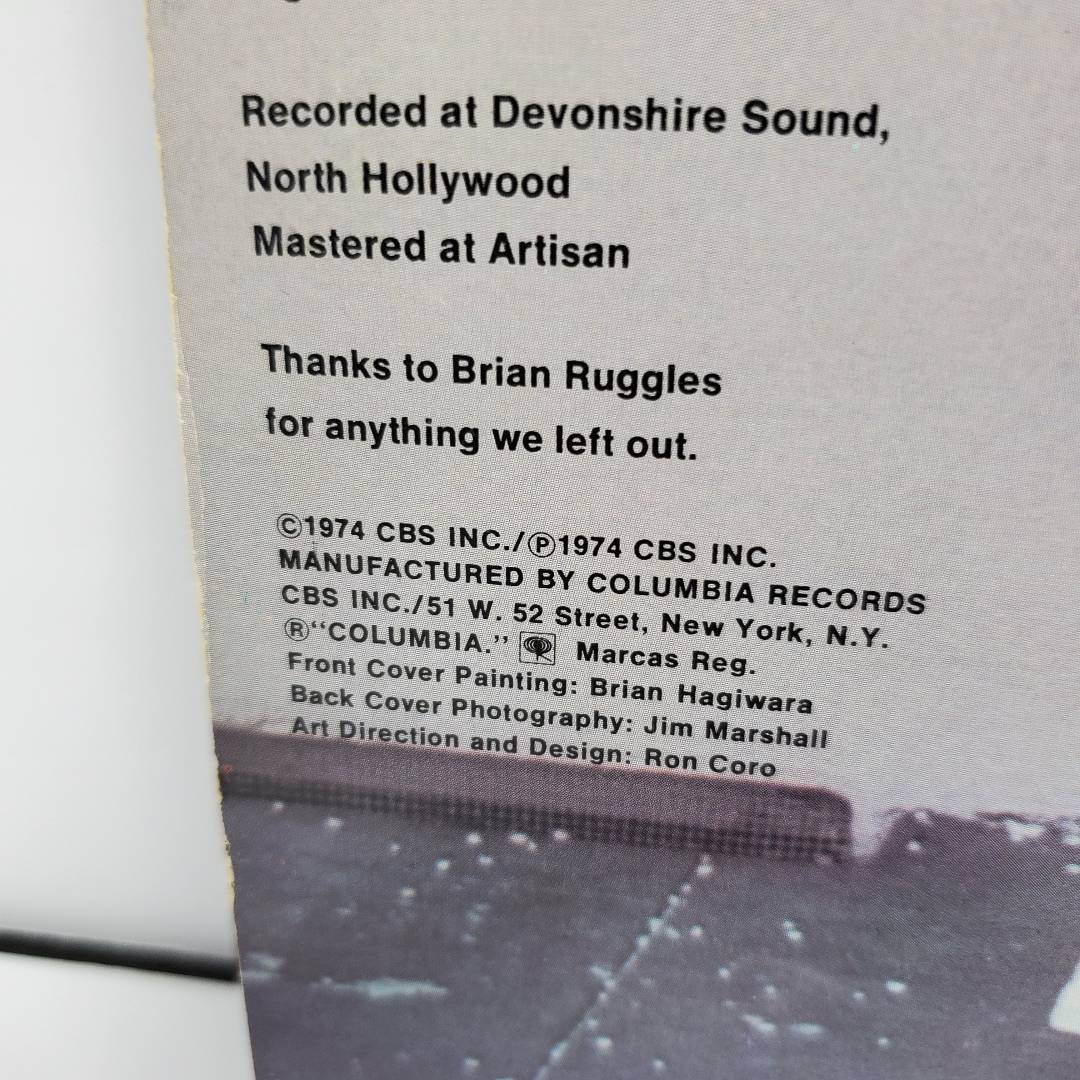 Recorded at Devonshire Sound,
North Hollywood
Mastered at Artisan
Thanks to Brian Ruggles
for anything we left out.
©1974 CBS INC./℗1974 CBS INC.
MANUFACTURED BY COLUMBIA RECORDS
CBS INC./51 W. 52 Street, New York, N.Y.
®“COLUMBIA.” Marcas Reg.
Front Cover Painting: Brian Hagiwara
Back Cover Photography: Jim Marshall
Art Direction and Design: Ron Coro